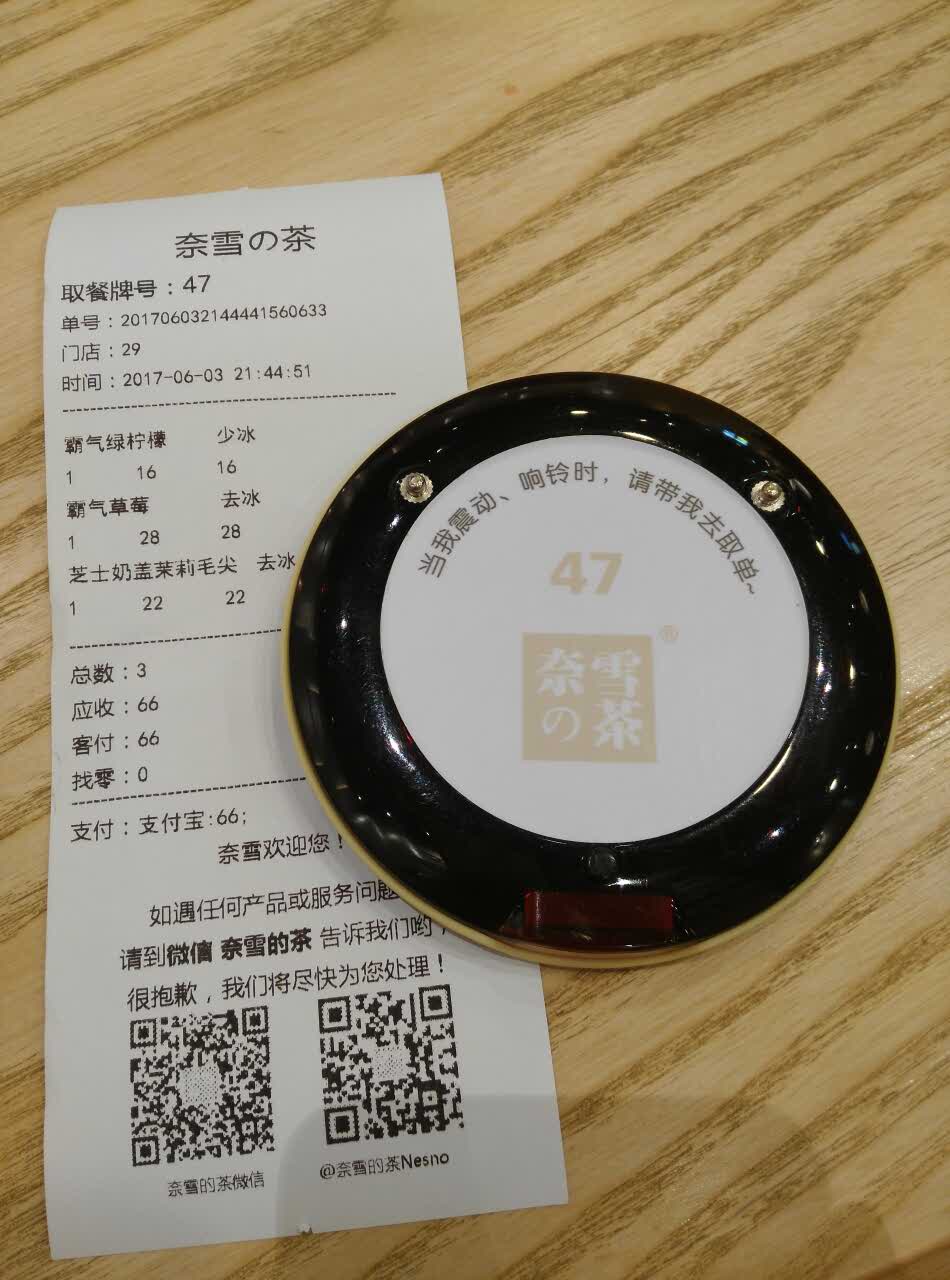 奈雪の茶
取餐牌号：47
单号：201706032144441560633
门店：29
时间：2017-06-03 21:44:51
霸气绿柠檬 少冰
1 16 16
霸气草莓 去冰
1 28 28
芝士奶盖茉莉毛尖 去冰
1 22 22
总数：3
应收：66
客付：66
找零：0
支付：支付宝:66;
奈雪欢迎您！
如遇任何产品或服务问题
请到微信 奈雪的茶 告诉我们哟，
很抱歉，我们将尽快为您处理！
奈雪的茶微信
@奈雪的茶Nesno
当我震动、响铃时，请带我去取单~
47
奈雪
の茶
®